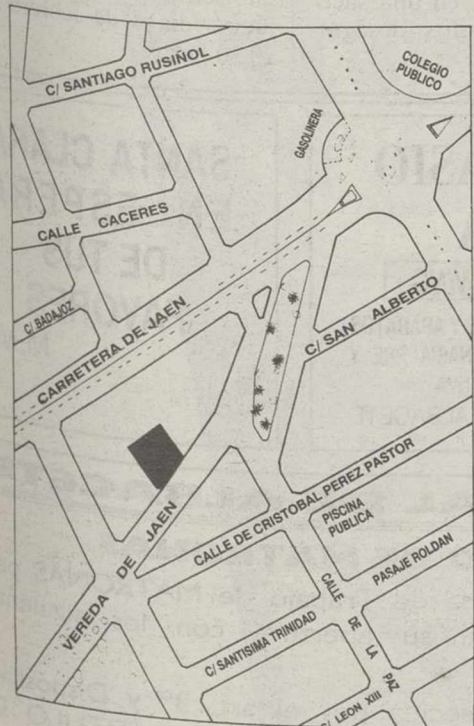 C/ SANTIAGO RUSIÑOL
COLEGIO
PUBLICO
GASOLINERA
CALLE CACERES
C/ BADAJOZ
CARRETERA DE JAEN
C/ SAN ALBERTO
VEREDA DE JAEN
CALLE DE CRISTOBAL PEREZ PASTOR
PISCINA
PUBLICA
PASAJE ROLDAN
CALLE DE LA PAZ
C/ SANTISIMA TRINIDAD
C/ LEON XIII